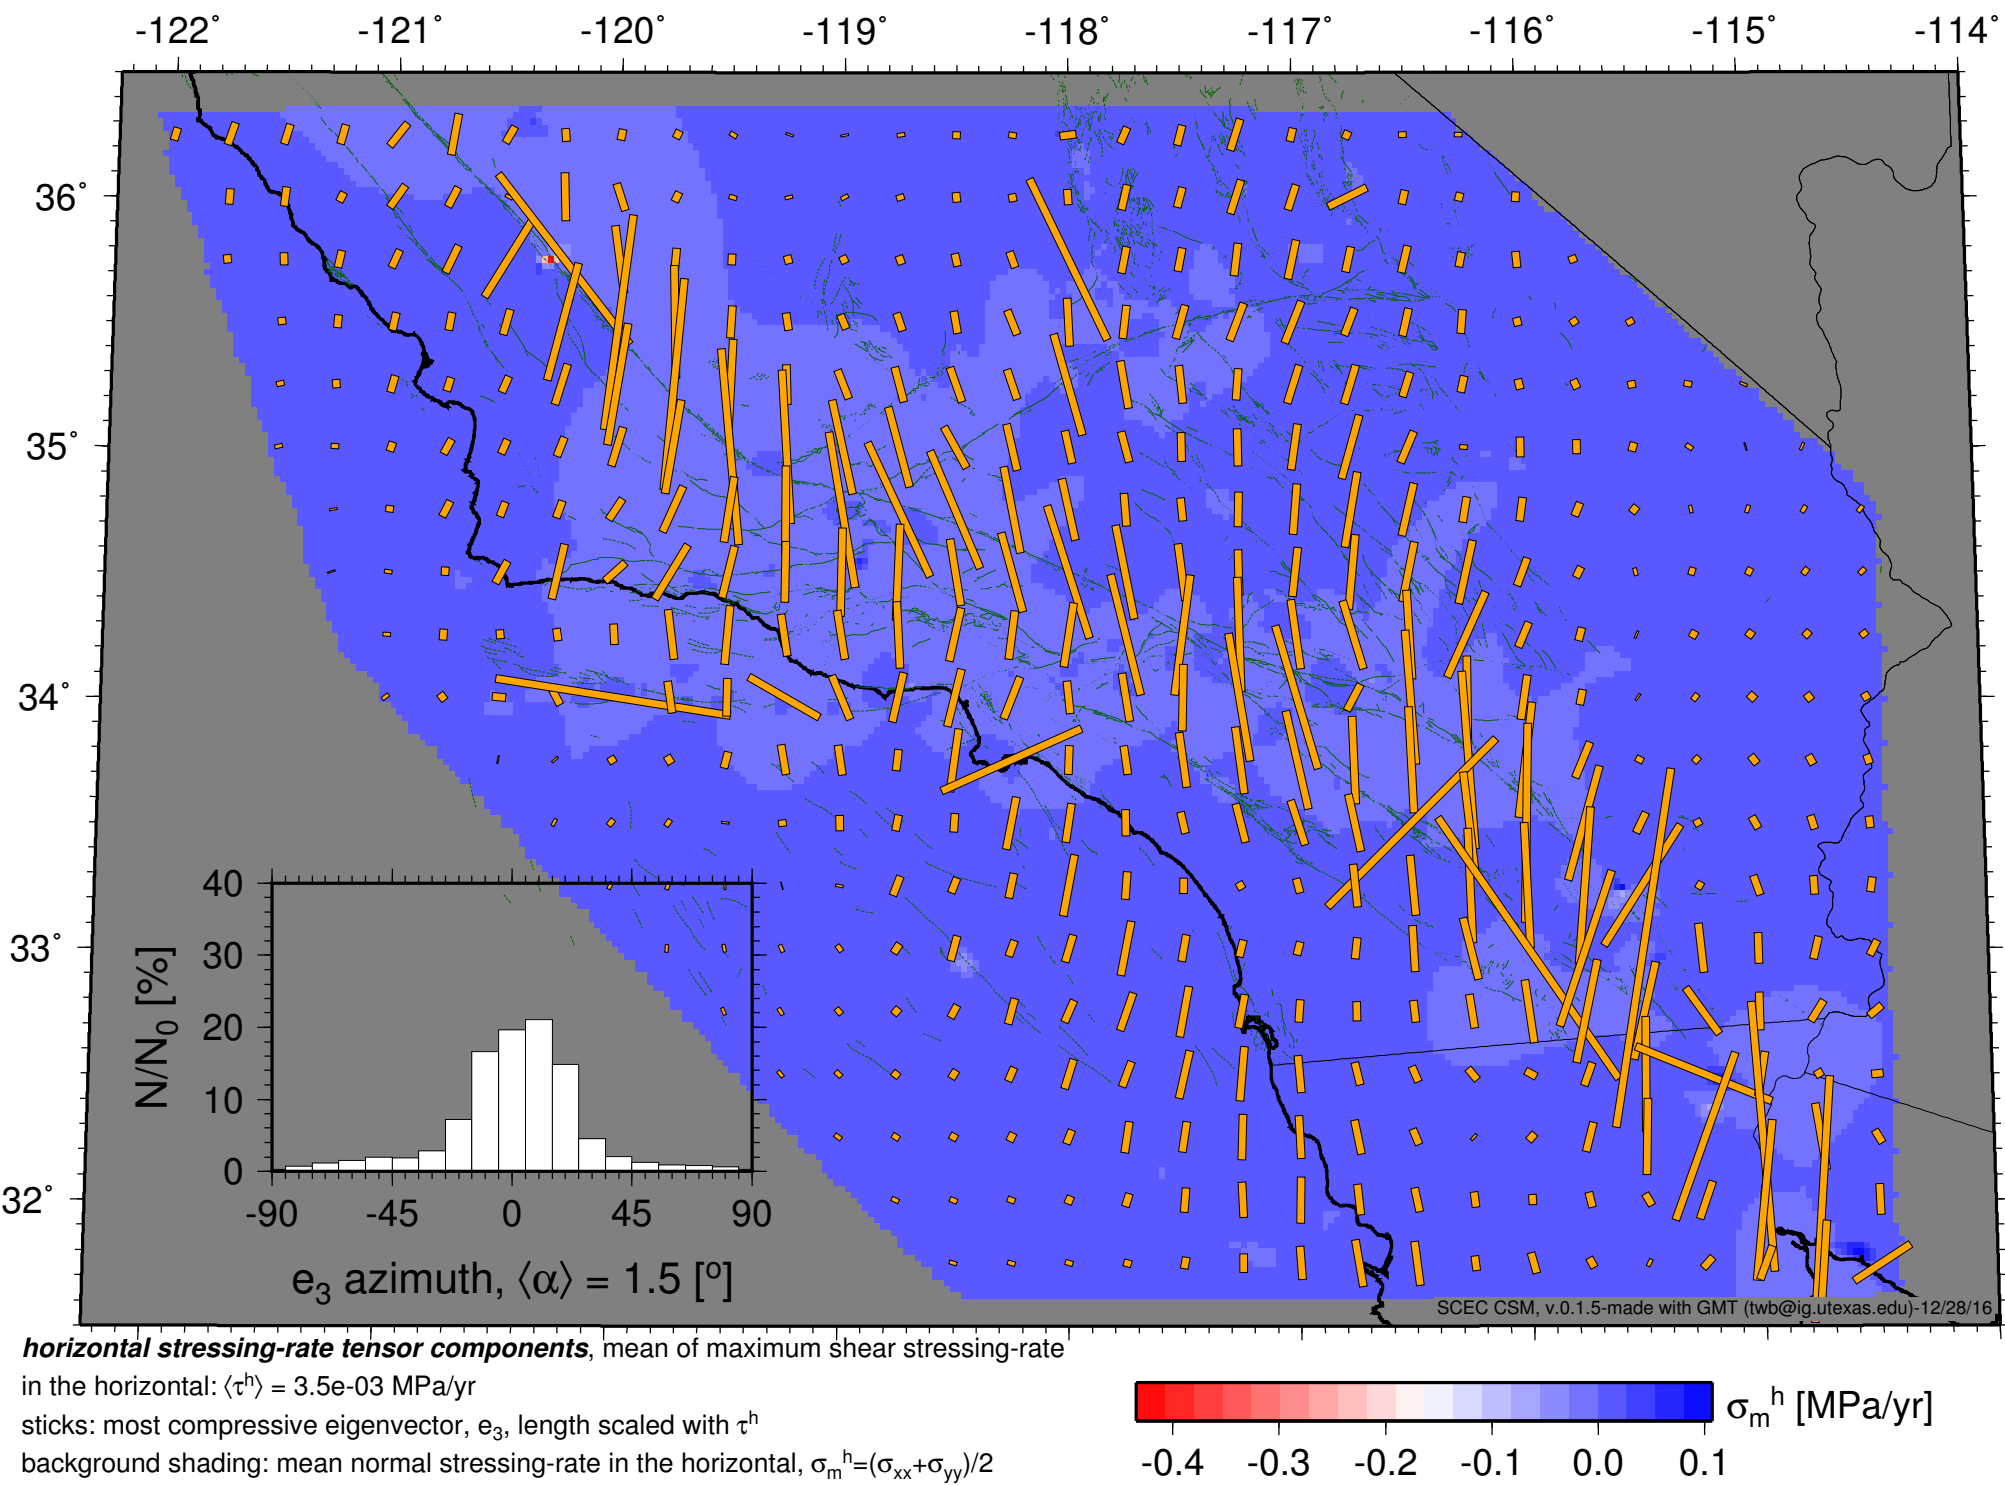 -122˚ -121˚ -120˚ -119˚ -118˚ -117˚ -116˚ -115˚ -114˚
36˚
35˚
34˚
33˚
32˚
40
30
20
10
0
N/N0 [%]
-90 -45 0 45 90
e3 azimuth, ⟨α⟩ = 1.5 [º]
SCEC CSM, v.0.1.5-made with GMT (twb@ig.utexas.edu)-12/28/16
horizontal stressing-rate tensor components, mean of maximum shear stressing-rate
in the horizontal: ⟨τh⟩ = 3.5e-03 MPa/yr
sticks: most compressive eigenvector, e3, length scaled with τh
background shading: mean normal stressing-rate in the horizontal, σmh=(σxx+σyy)/2
σmh [MPa/yr]
-0.4 -0.3 -0.2 -0.1 0.0 0.1